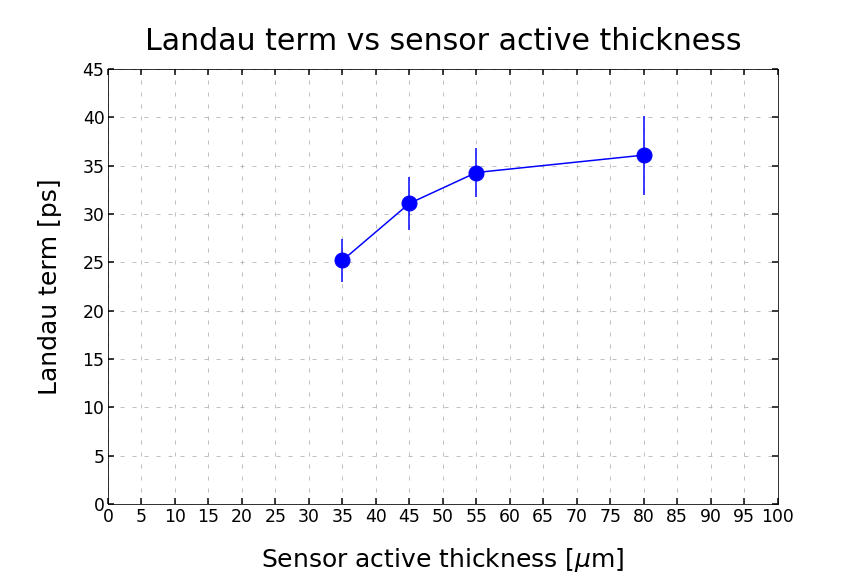 Landau term vs sensor active thickness
45
40
35
30
25
20
15
10
5
0
Landau term [ps]
0 5 10 15 20 25 30 35 40 45 50 55 60 65 70 75 80 85 90 95 100
Sensor active thickness [μm]